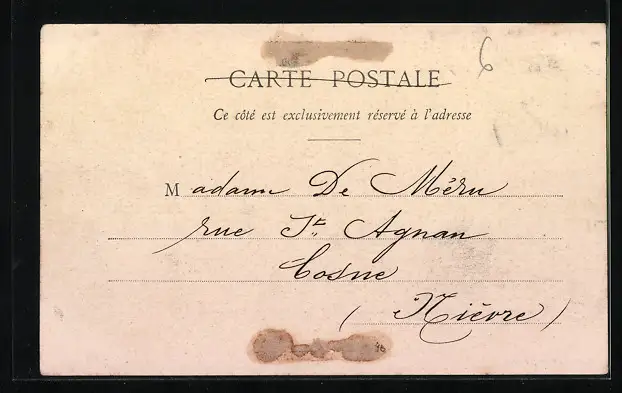 CARTE POSTALE
6
Ce côté est exclusivement réservé à l'adresse
Madame De Méru
rue St. Agnan
Cosne
(Nièvre)